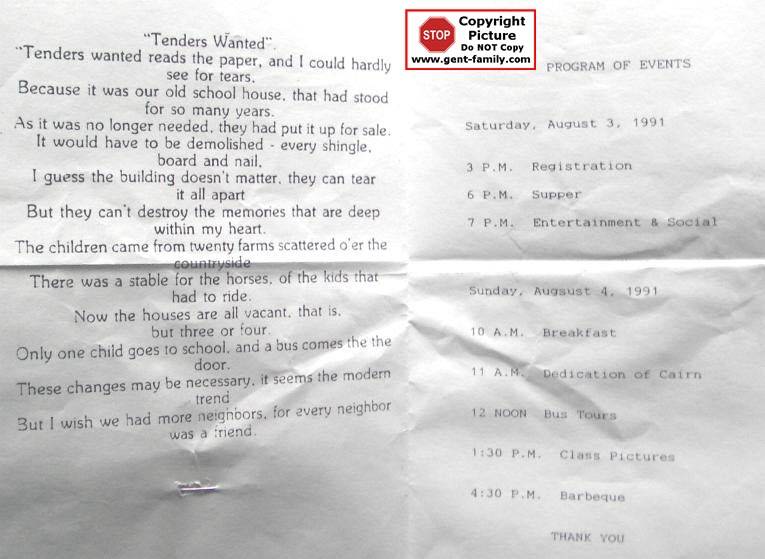 "Tenders Wanted".
"Tenders wanted reads the paper, and I could hardly
see for tears.
Because it was our old school house, that had stood
for so many years.
As it was no longer needed, they had put it up for sale.
It would have to be demolished - every shingle,
board and nail.
I guess the building doesn't matter, they can tear
it all apart
But they can't destroy the memories that are deep
within my heart.
The children came from twenty farms scattered o'er the
countryside
There was a stable for the horses, of the kids that
had to ride.
Now the houses are all vacant, that is,
but three or four.
Only one child goes to school, and a bus comes the the
door.
These changes may be necessary, it seems the modern
trend
But I wish we had more neighbors, for every neighbor
was a friend.
STOP
Copyright
Picture
Do NOT Copy
www.gent-family.com
PROGRAM OF EVENTS
Saturday, August 3, 1991
3 P.M. Registration
6 P.M. Supper
7 P.M. Entertainment & Social
Sunday, Augsust 4, 1991
10 A.M. Breakfast
11 A.M. Dedication of Cairn
12 NOON Bus Tours
1:30 P.M. Class Pictures
4:30 P.M. Barbeque
THANK YOU